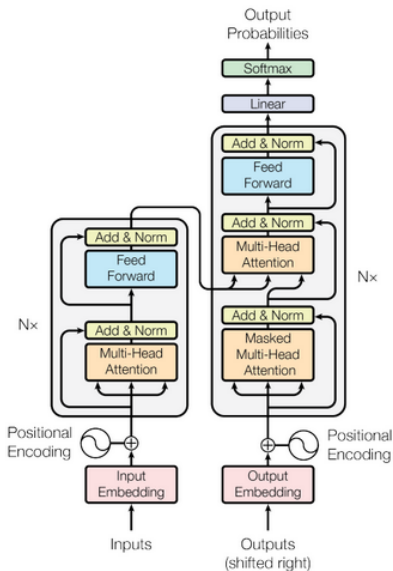 Output
Probabilities
Softmax
Linear
Add & Norm
Feed
Forward
Add & Norm
Multi-Head
Attention
Add & Norm
Masked
Multi-Head
Attention
Nx
Add & Norm
Feed
Forward
Add & Norm
Multi-Head
Attention
Nx
Positional
Encoding
Positional
Encoding
Input
Embedding
Output
Embedding
Inputs
Outputs
(shifted right)